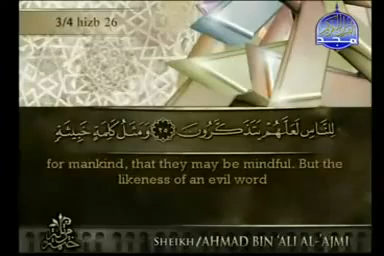 3/4 hizb 26
لِلنَّاسِ لَعَلَّهُمْ يَتَذَكَّرُونَ ٢٥ وَمَثَلُ كَلِمَةٍ خَبِيثَةٍ
for mankind, that they may be mindful. But the
likeness of an evil word
SHEIKH/AHMAD BIN 'ALI AL-'AJMI